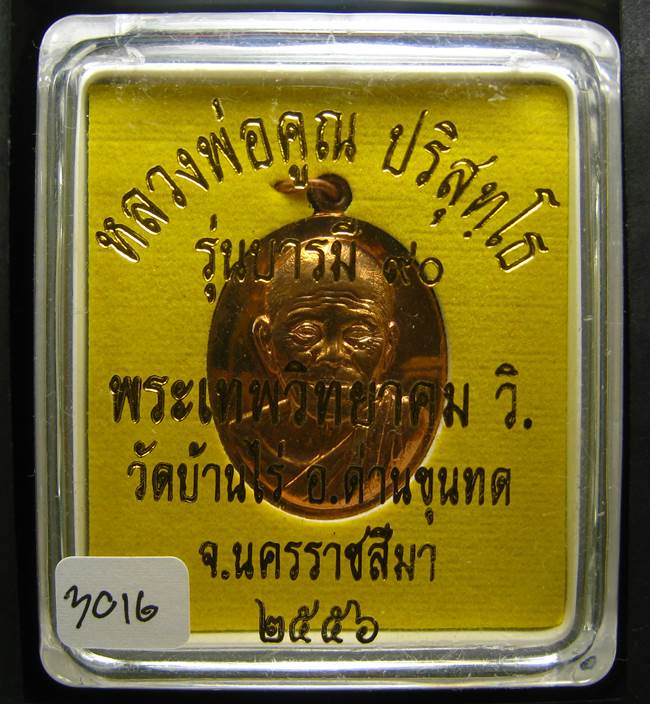 หลวงพ่อคูณ ปริสุทฺโธ
รุ่นบารมี ๙๐
พระเทพวิทยาคม วิ.
วัดบ้านไร่ อ.ด่านขุนทด
จ.นครราชสีมา
๒๕๕๖
3016